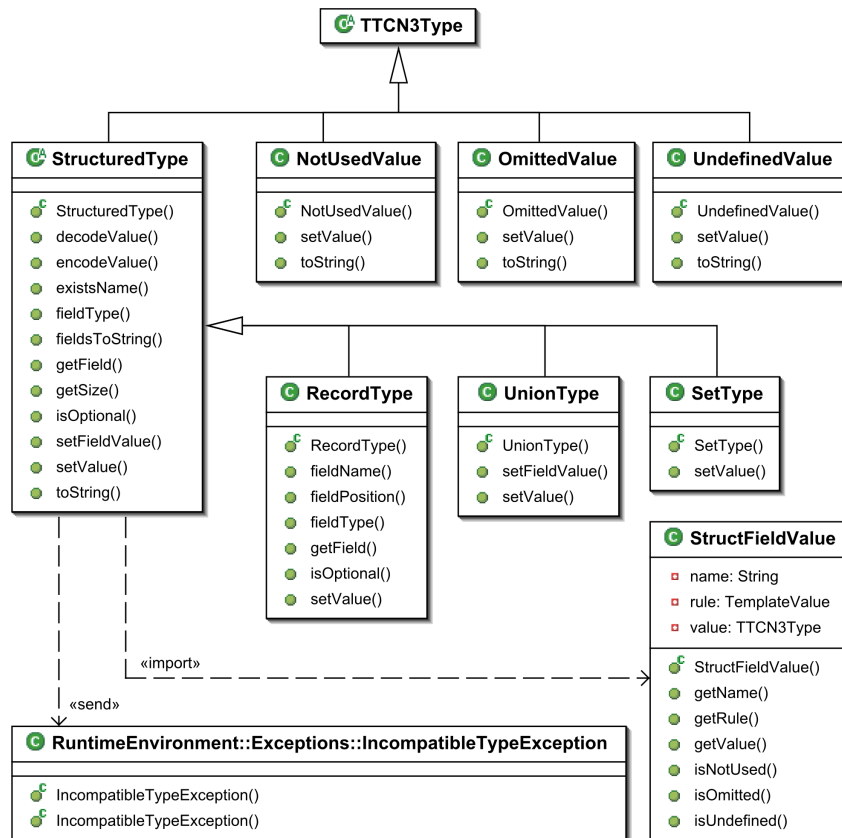 TTCN3Type
StructuredType
StructuredType()
decodeValue()
encodeValue()
existsName()
fieldType()
fieldsToString()
getField()
getSize()
isOptional()
setFieldValue()
setValue()
toString()
NotUsedValue
NotUsedValue()
setValue()
toString()
OmittedValue
OmittedValue()
setValue()
toString()
UndefinedValue
UndefinedValue()
setValue()
toString()
RecordType
RecordType()
fieldName()
fieldPosition()
fieldType()
getField()
isOptional()
setValue()
UnionType
UnionType()
setFieldValue()
setValue()
SetType
SetType()
setValue()
StructFieldValue
name: String
rule: TemplateValue
value: TTCN3Type
StructFieldValue()
getName()
getRule()
getValue()
isNotUsed()
isOmitted()
isUndefined()
«import»
«send»
RuntimeEnvironment::Exceptions::IncompatibleTypeException
IncompatibleTypeException()
IncompatibleTypeException()